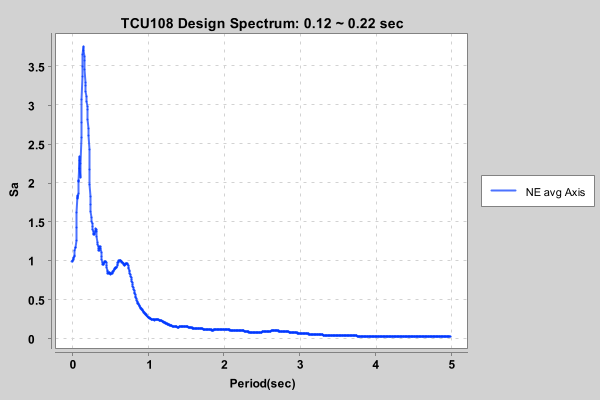 TCU108 Design Spectrum: 0.12 ~ 0.22 sec
3.5
3
2.5
2
1.5
1
0.5
0
Sa
0 1 2 3 4 5
Period(sec)
NE avg Axis